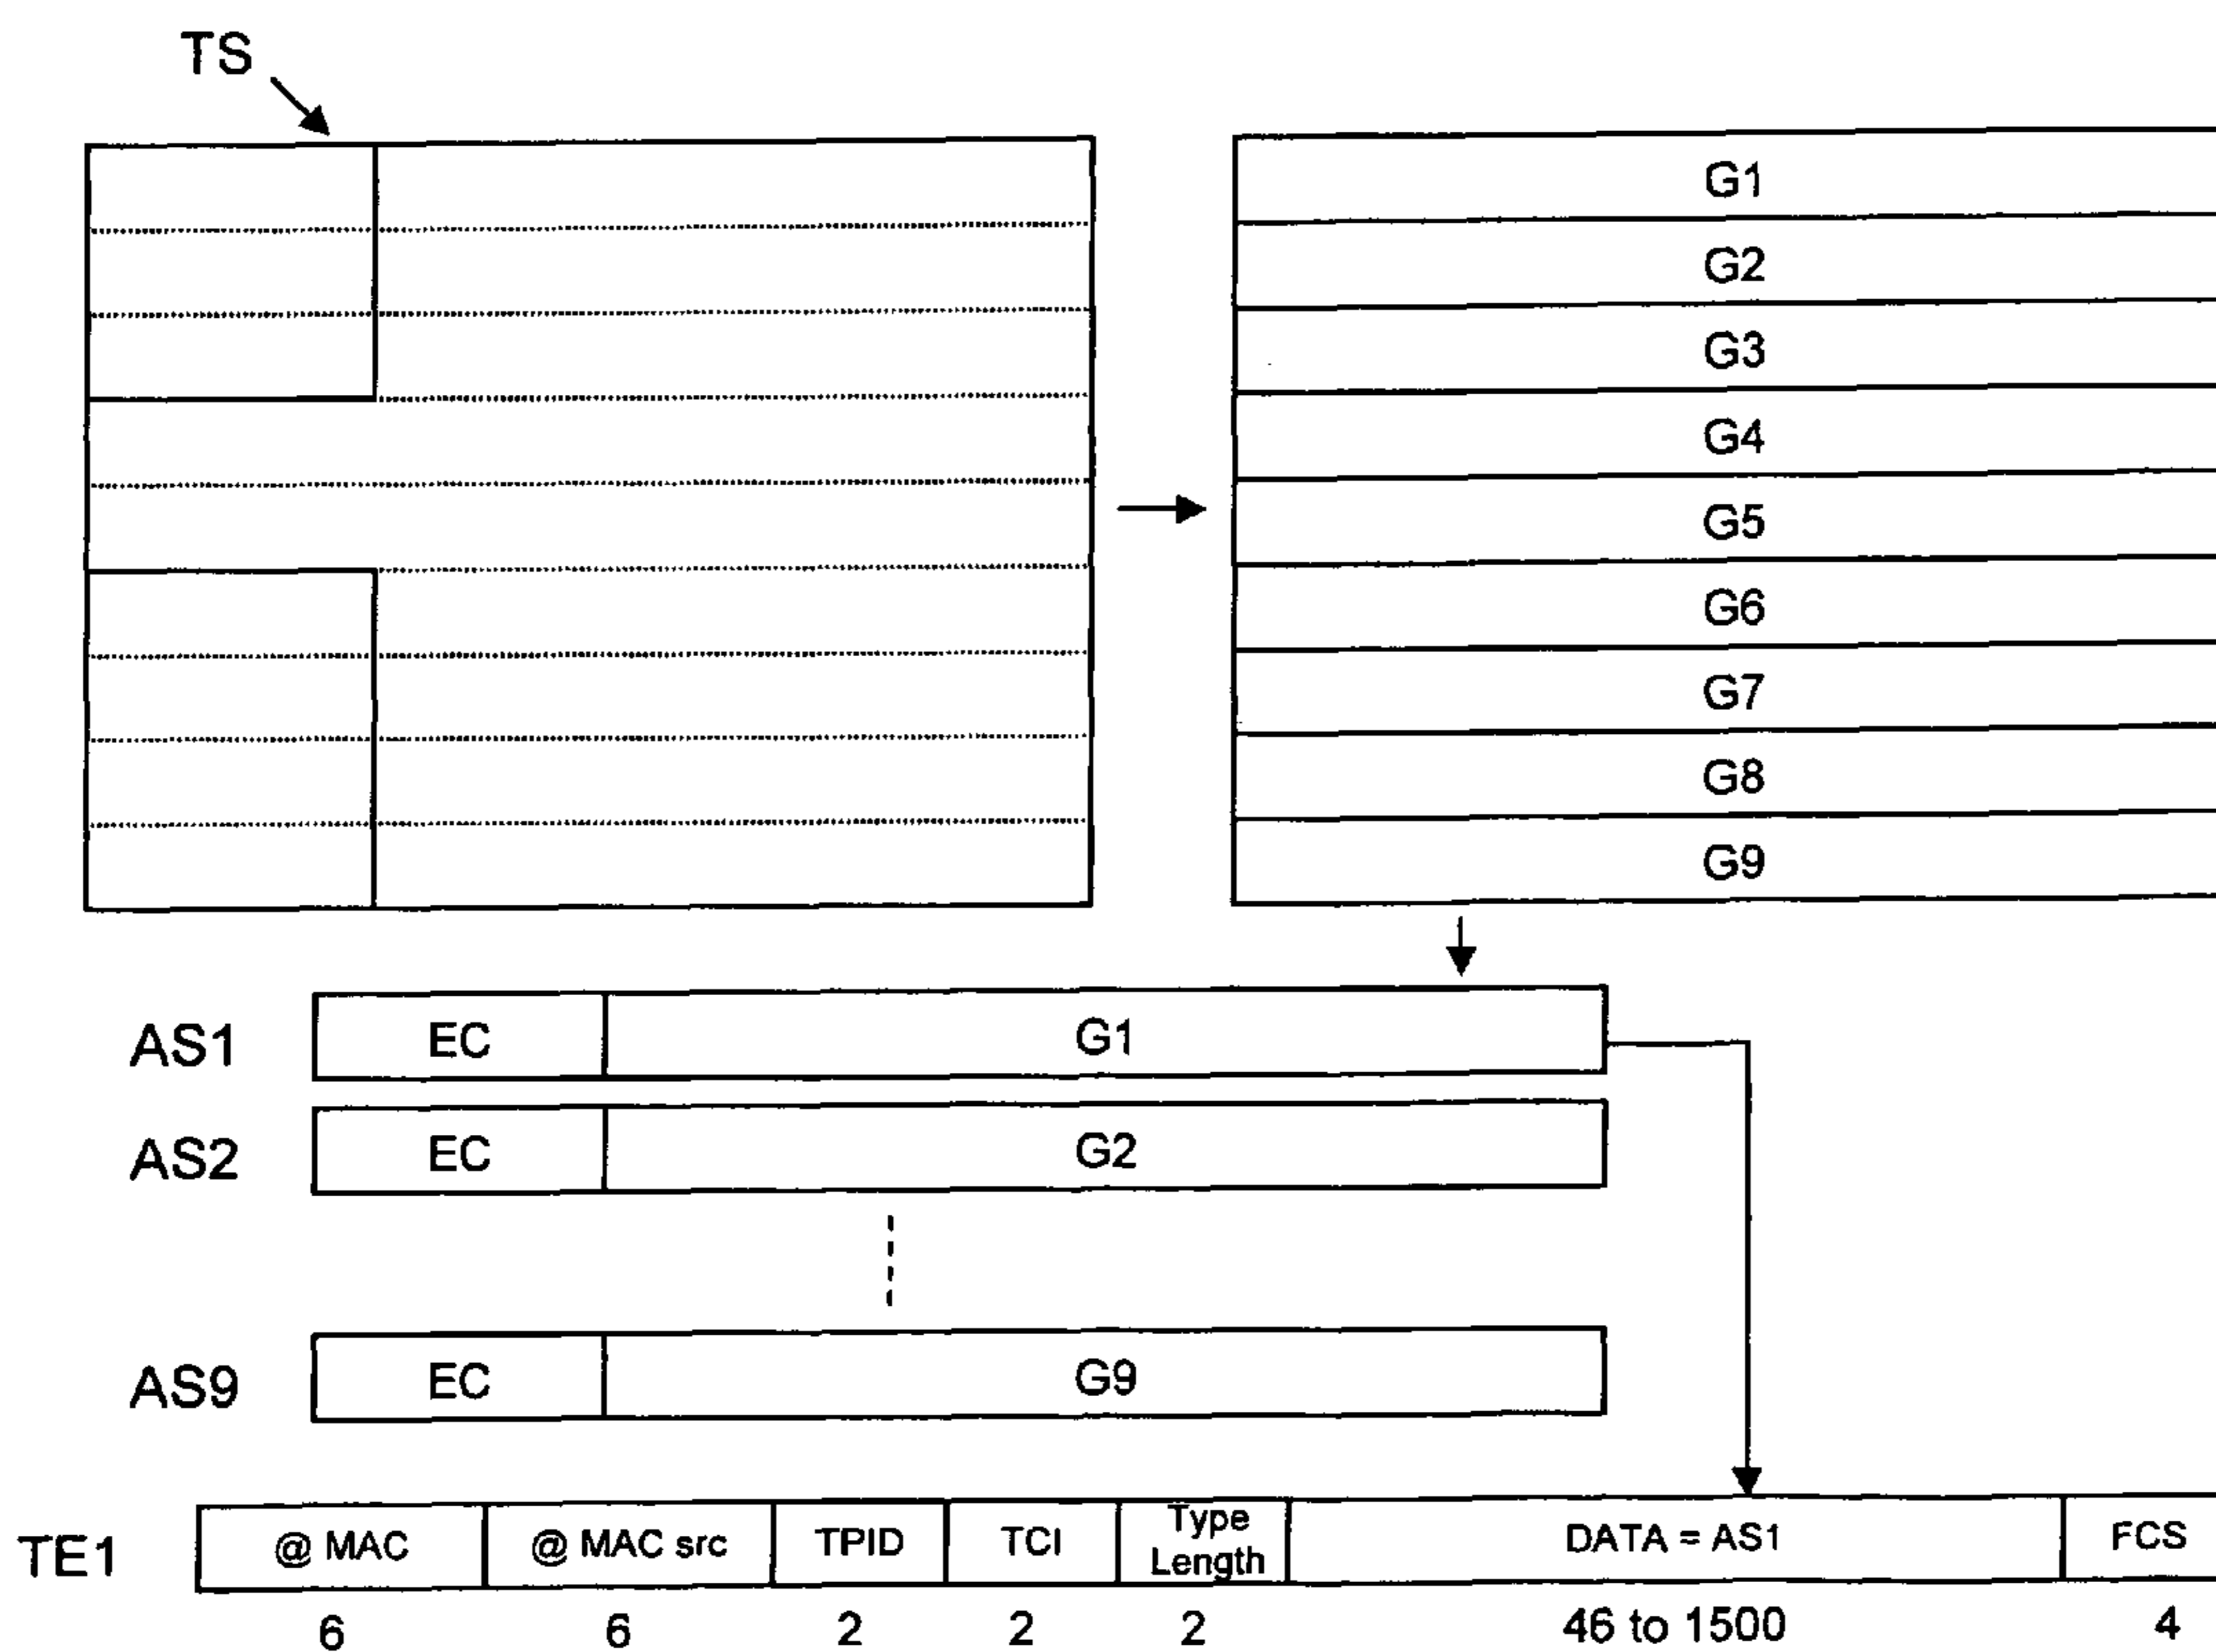 TS
G1
G2
G3
G4
G5
G6
G7
G8
G9
AS1 EC G1
AS2 EC G2
AS9 EC G9
TE1 @ MAC @ MAC src TPID TCI Type Length DATA = AS1 FCS
6 6 2 2 2 46 to 1500 4